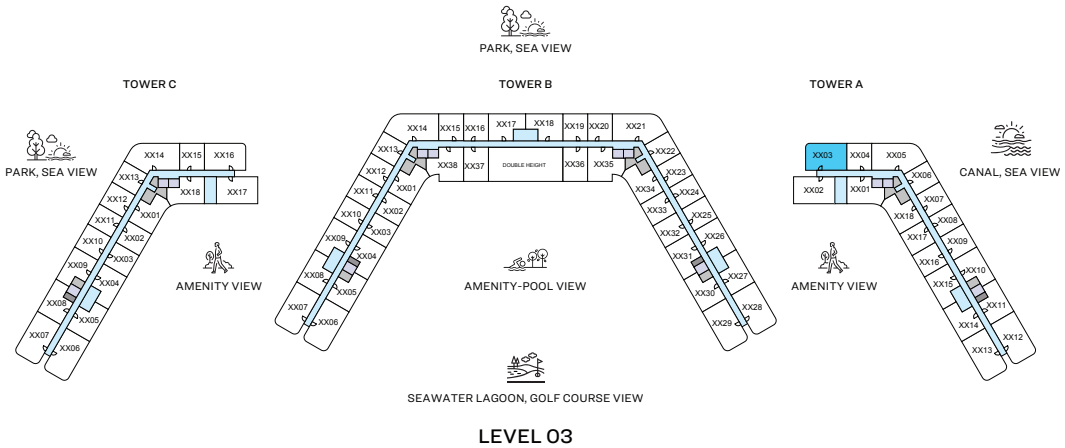 PARK, SEA VIEW
TOWER C
TOWER B
TOWER A
PARK, SEA VIEW
CANAL, SEA VIEW
XX14
XX15
XX16
XX13
XX18
XX17
XX12
XX01
XX11
XX02
XX10
XX03
XX09
XX04
XX08
XX05
XX07
XX06
AMENITY VIEW
XX14
XX15
XX16
XX17
XX18
XX19
XX20
XX21
XX13
XX38
XX37
DOUBLE HEIGHT
XX36
XX35
XX22
XX12
XX01
XX34
XX23
XX11
XX02
XX33
XX24
XX10
XX03
XX32
XX25
XX09
XX04
XX31
XX26
XX08
XX05
XX30
XX27
XX07
XX06
XX29
XX28
AMENITY-POOL VIEW
XX03
XX04
XX05
XX02
XX01
XX06
XX18
XX07
XX17
XX08
XX16
XX09
XX15
XX10
XX14
XX11
XX13
XX12
AMENITY VIEW
SEAWATER LAGOON, GOLF COURSE VIEW
LEVEL 03